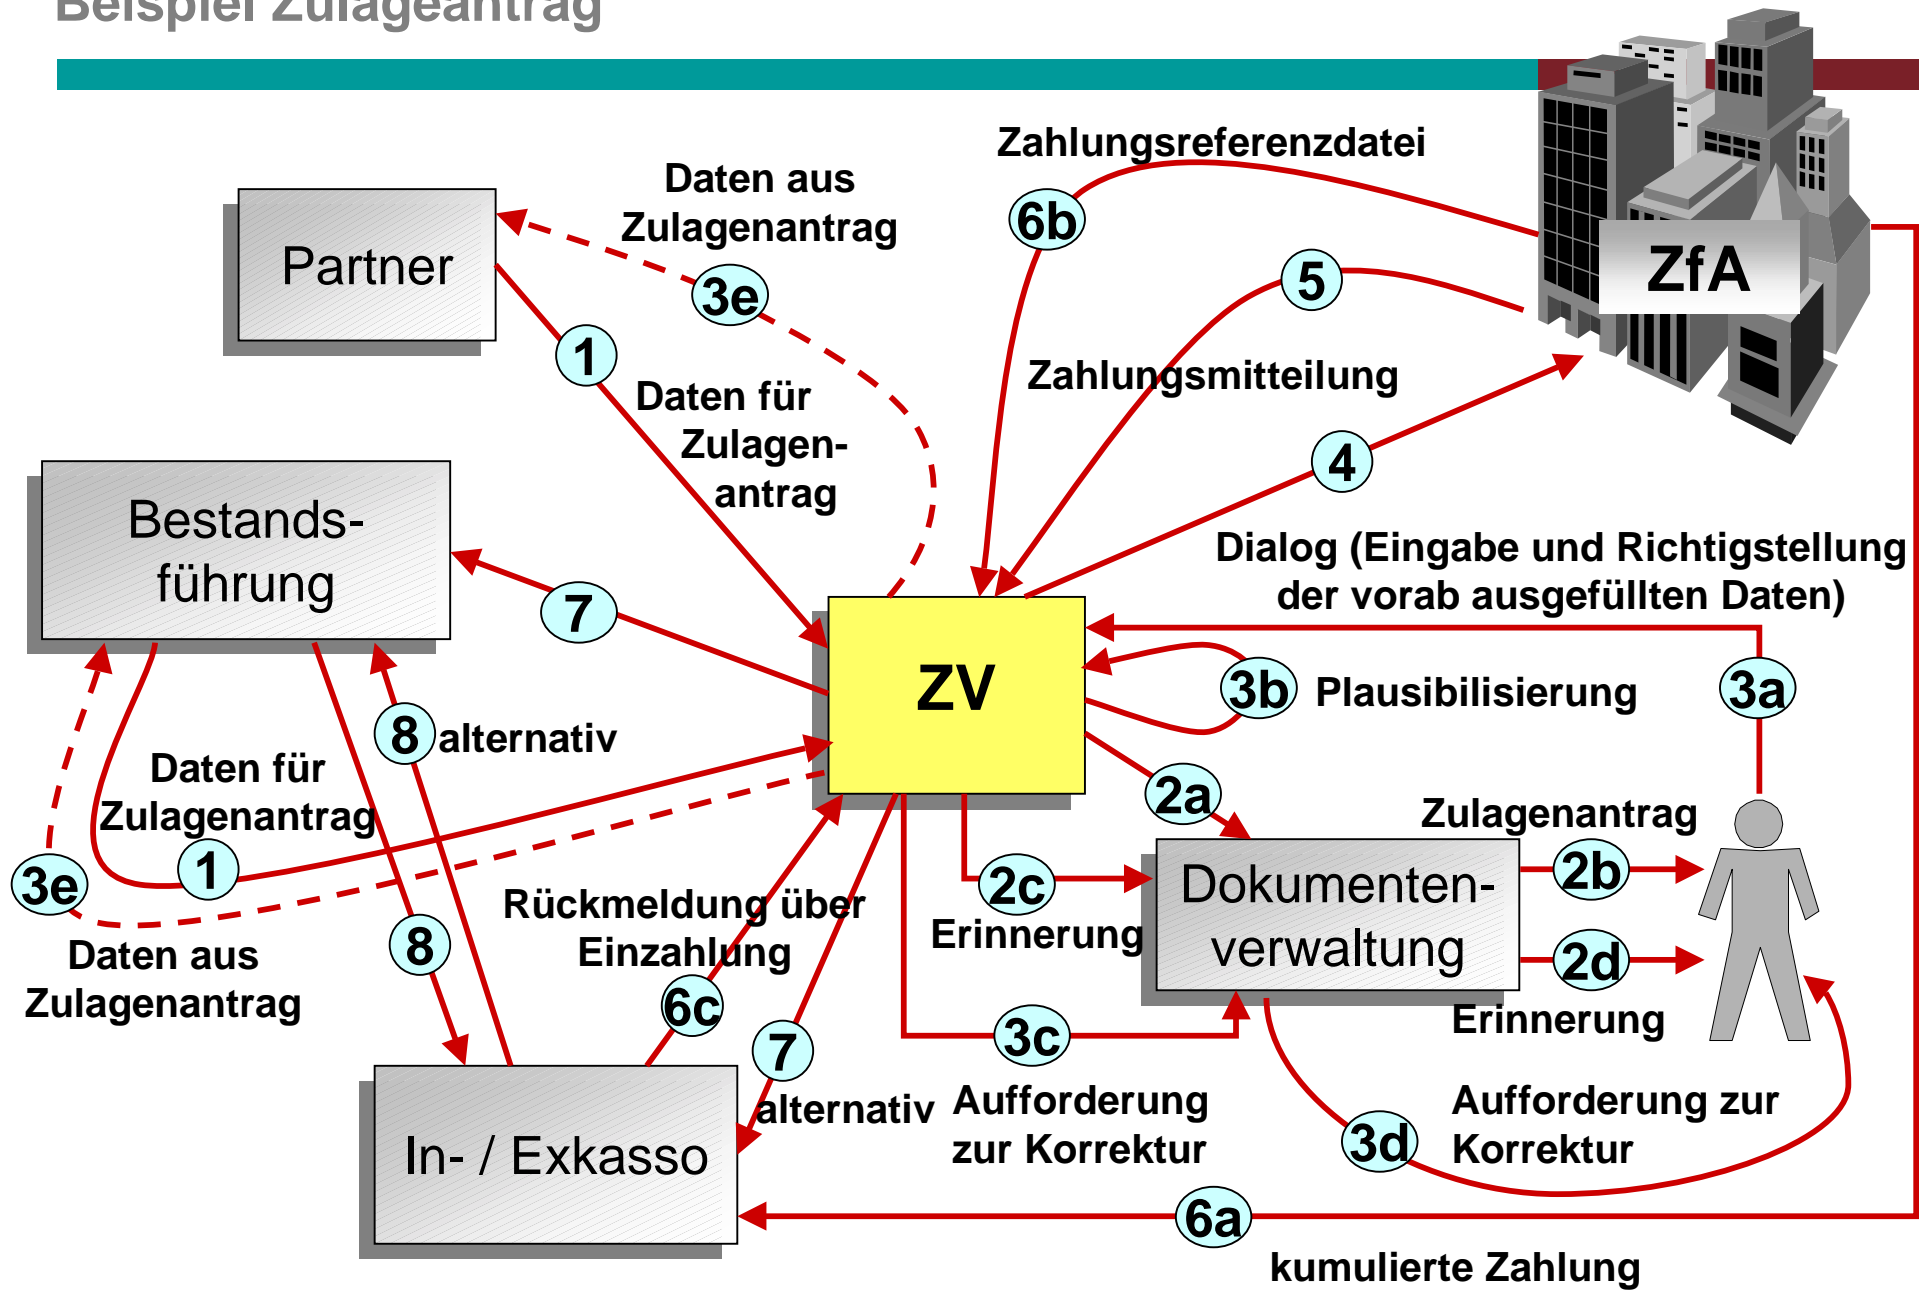 Beispiel Zulageantrag
Zahlungsreferenzdatei
Daten aus
Zulagenantrag
6b
Partner
ZfA
5
3e
1
Zahlungsmitteilung
Daten für
Zulagen-
antrag
4
Bestands-
führung
Dialog (Eingabe und Richtigstellung
der vorab ausgefüllten Daten)
7
ZV
3b
Plausibilisierung
3a
8
alternativ
Daten für
Zulagenantrag
2a
Zulagenantrag
1
3e
2c
Dokumenten-
verwaltung
2b
Rückmeldung über
Einzahlung
Erinnerung
8
2d
Daten aus
Zulagenantrag
6c
Erinnerung
3c
7
alternativ
Aufforderung
zur Korrektur
Aufforderung zur
Korrektur
3d
In- / Exkasso
6a
kumulierte Zahlung